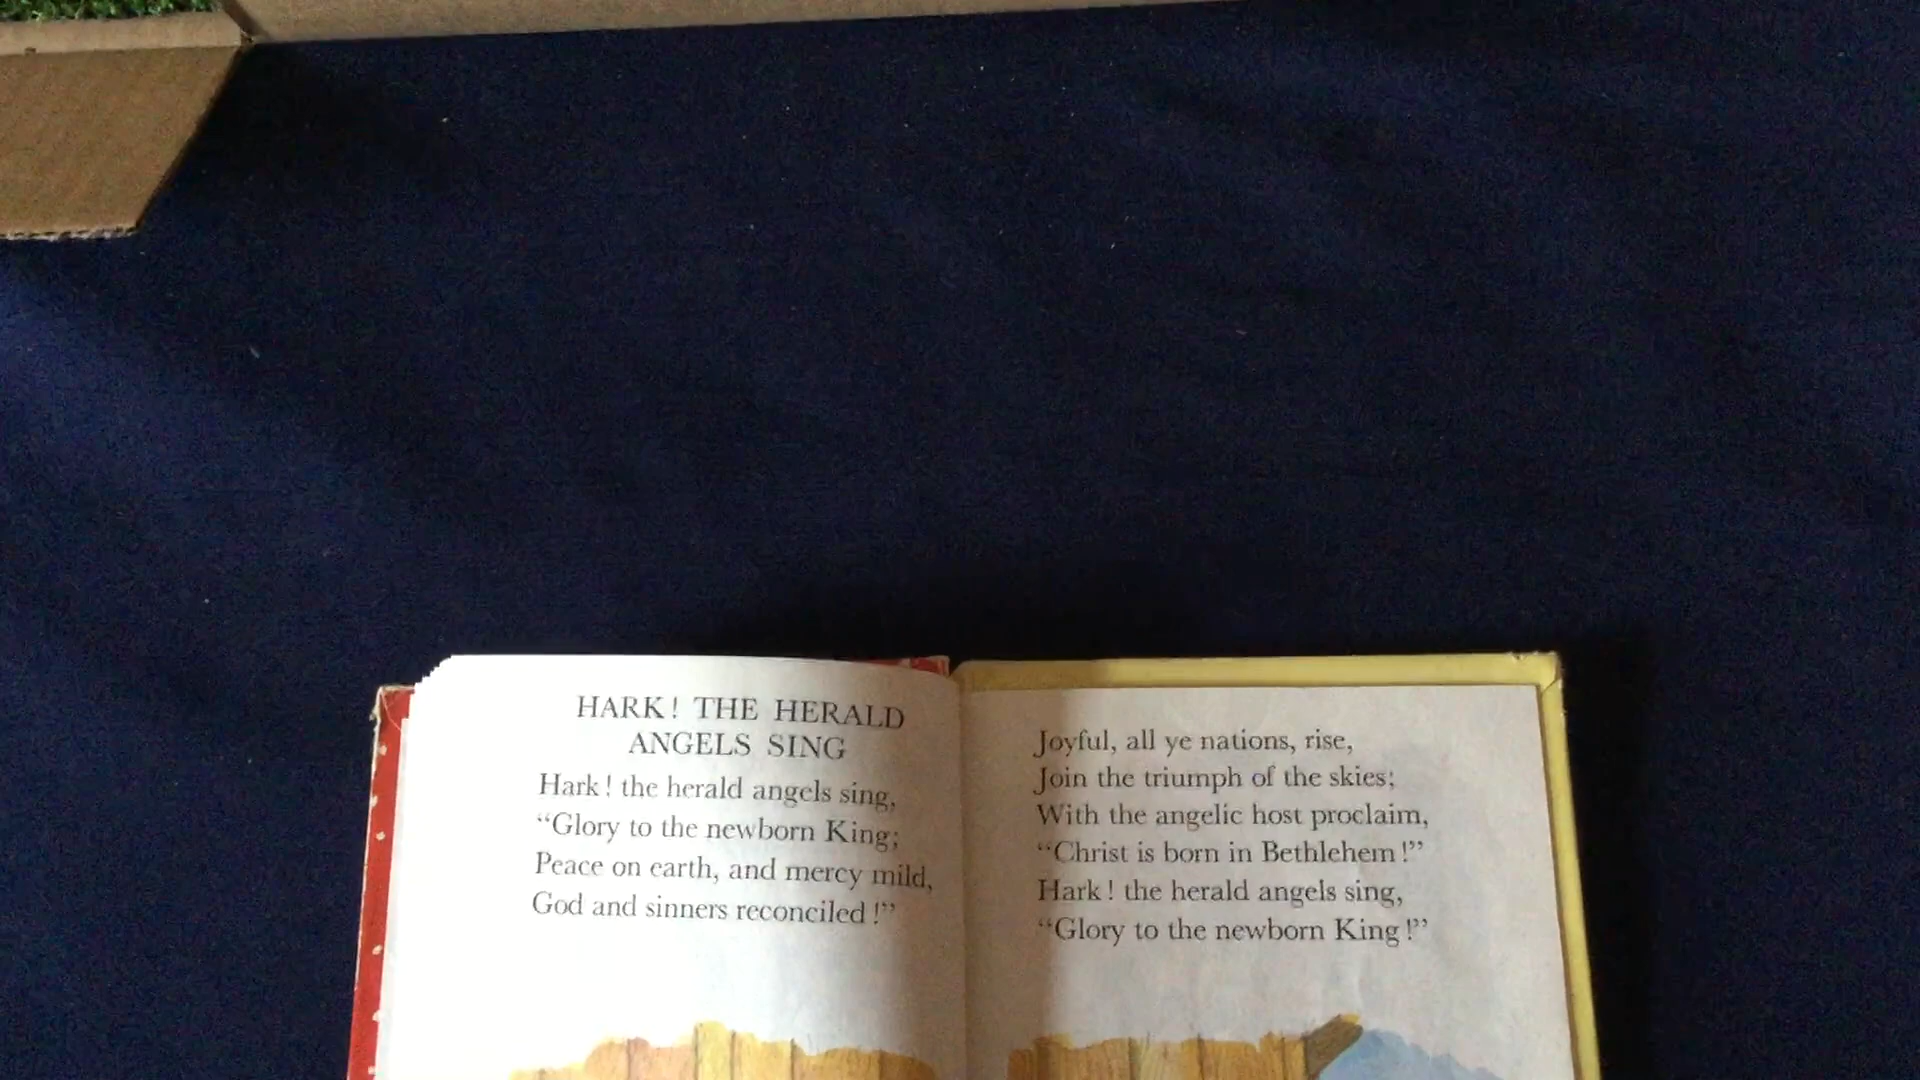 HARK! THE HERALD
ANGELS SING
Hark! the herald angels sing,
“Glory to the newborn King;
Peace on earth, and mercy mild,
God and sinners reconciled!”
Joyful, all ye nations, rise,
Join the triumph of the skies;
With the angelic host proclaim,
“Christ is born in Bethlehem!”
Hark! the herald angels sing,
“Glory to the newborn King!”